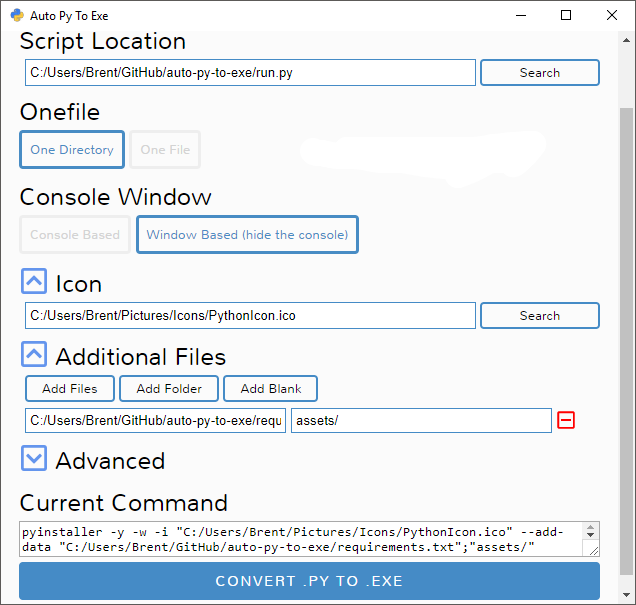 Auto Py To Exe
Script Location
C:/Users/Brent/GitHub/auto-py-to-exe/run.py Search
Onefile
One Directory One File
Console Window
Console Based Window Based (hide the console)
Icon
C:/Users/Brent/Pictures/Icons/PythonIcon.ico Search
Additional Files
Add Files Add Folder Add Blank
C:/Users/Brent/GitHub/auto-py-to-exe/requ assets/
Advanced
Current Command
pyinstaller -y -w -i "C:/Users/Brent/Pictures/Icons/PythonIcon.ico" --add-
data "C:/Users/Brent/GitHub/auto-py-to-exe/requirements.txt";"assets/"
CONVERT .PY TO .EXE